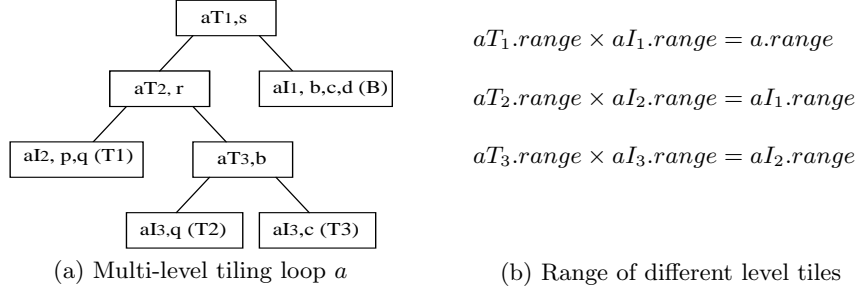 aT1,s
aT2, r
aI1, b,c,d (B)
aI2, p,q (T1)
aT3,b
aI3,q (T2)
aI3,c (T3)
(a) Multi-level tiling loop a
aT₁.range × aI₁.range = a.range
aT₂.range × aI₂.range = aI₁.range
aT₃.range × aI₃.range = aI₂.range
(b) Range of different level tiles